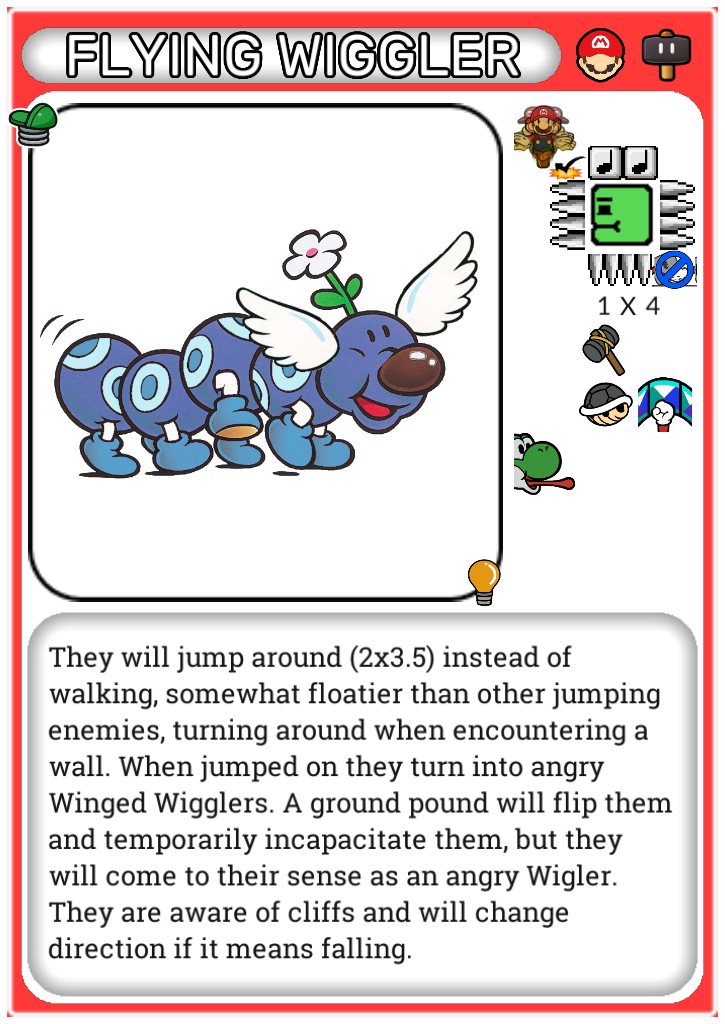 FLYING WIGGLER
M
1 X 4
They will jump around (2x3.5) instead of
walking, somewhat floatier than other jumping
enemies, turning around when encountering a
wall. When jumped on they turn into angry
Winged Wigglers. A ground pound will flip them
and temporarily incapacitate them, but they
will come to their sense as an angry Wigler.
They are aware of cliffs and will change
direction if it means falling.